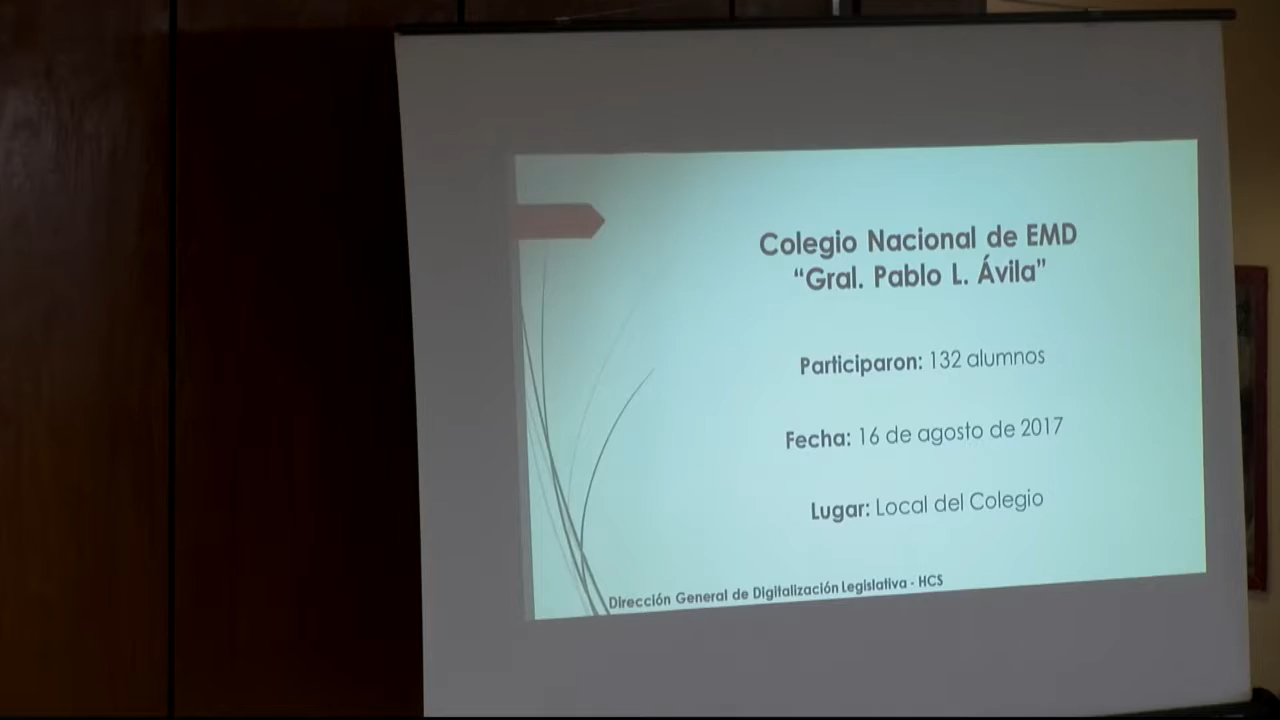 Colegio Nacional de EMD
“Gral. Pablo L. Ávila”
Participaron: 132 alumnos
Fecha: 16 de agosto de 2017
Lugar: Local del Colegio
Dirección General de Digitalización Legislativa - HCS